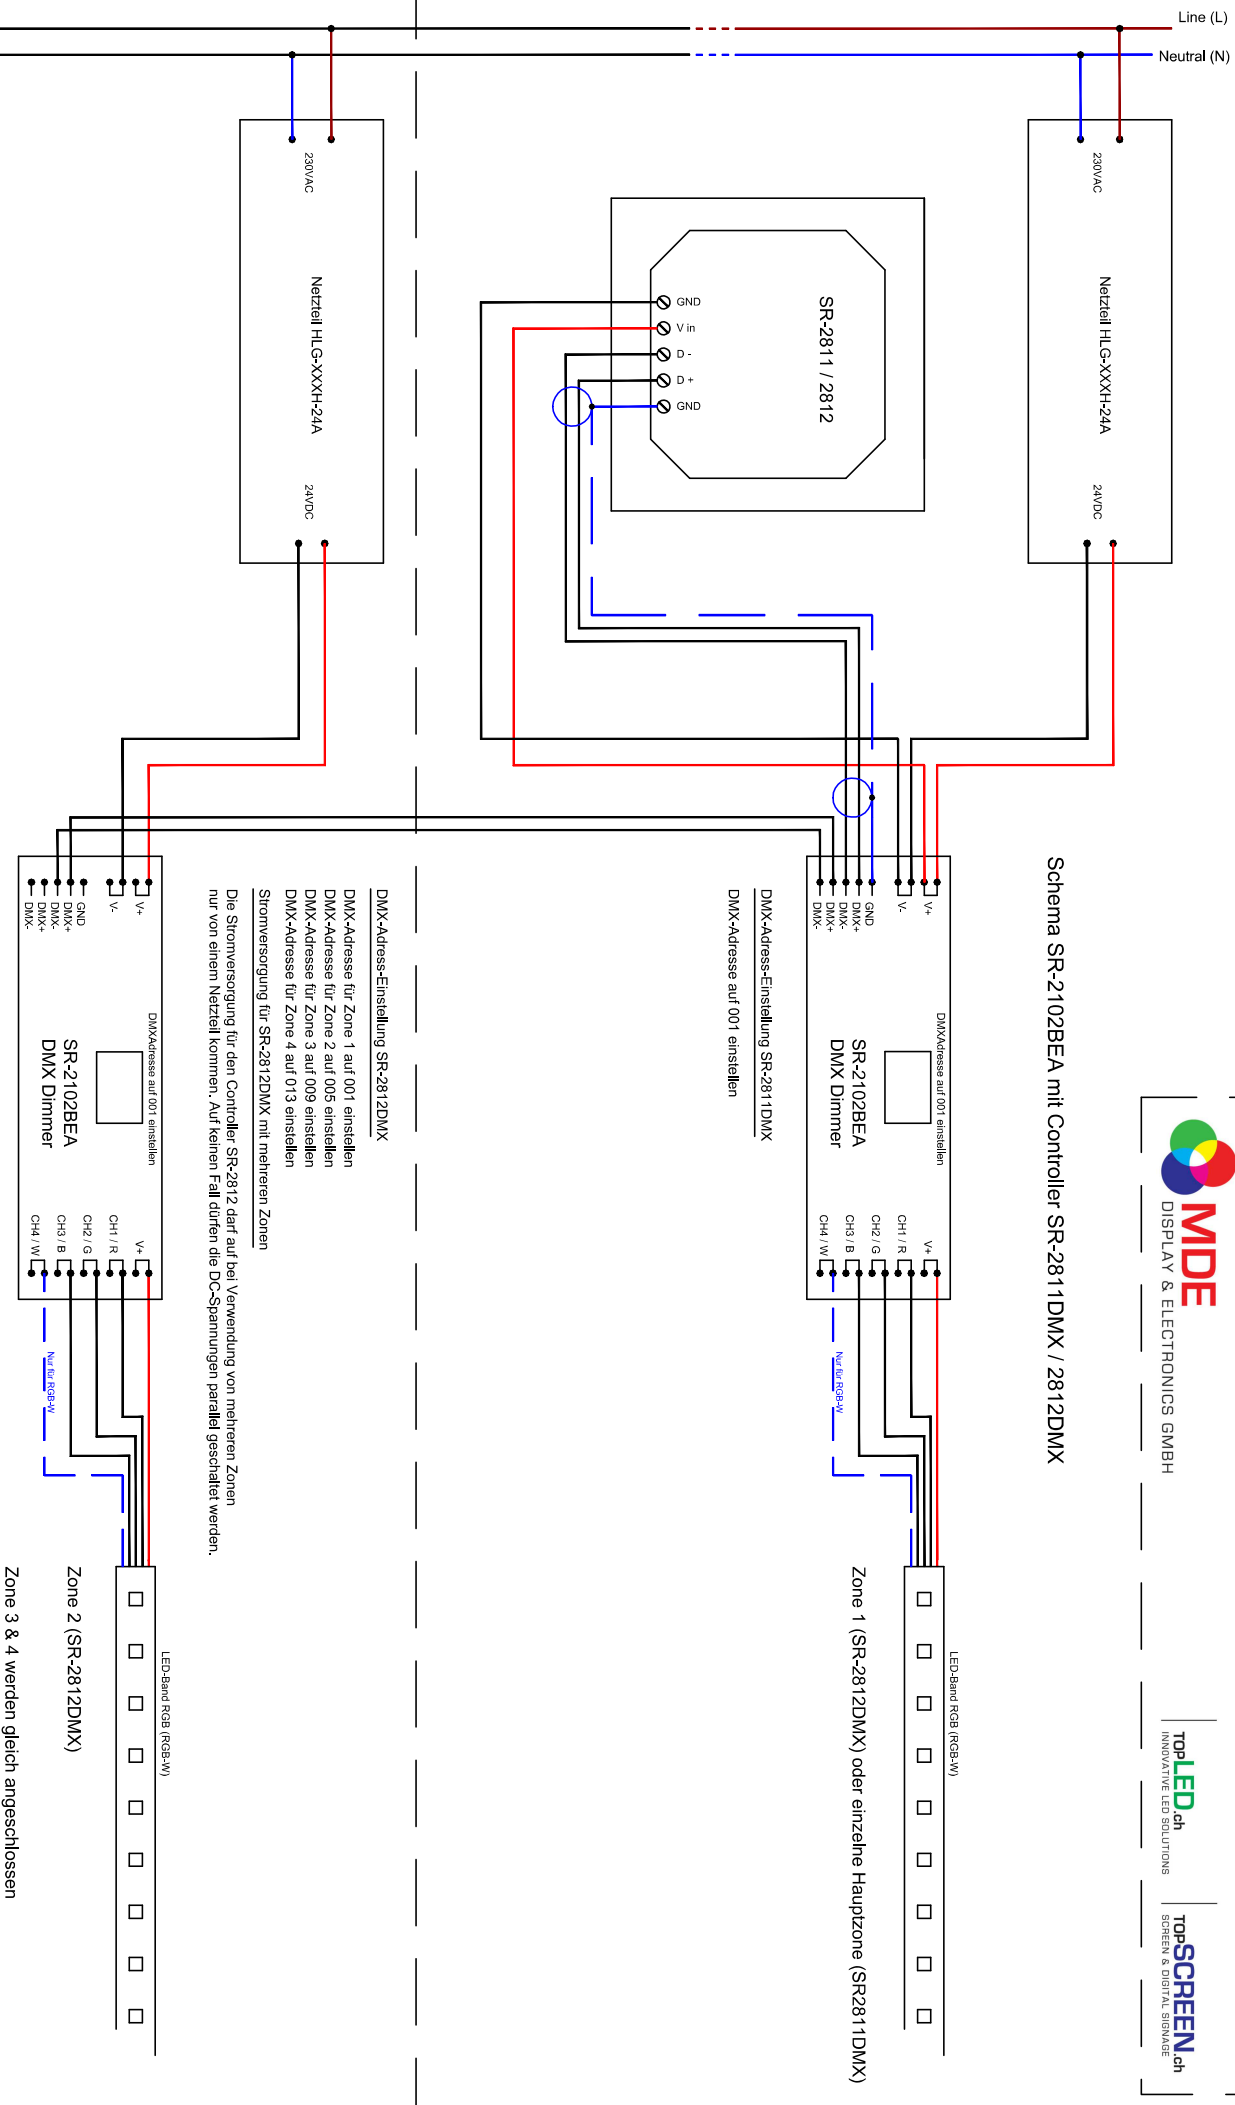 Line (L)
Neutral (N)
MDE
DISPLAY & ELECTRONICS GMBH
TOPLED.ch
INNOVATIVE LED SOLUTIONS
TOPSCREEN.ch
SCREEN & DIGITAL SIGNAGE
Schema SR-2102BEA mit Controller SR-2811DMX / 2812DMX
230VAC
Netzteil HLG-XXXH-24A
24VDC
SR-2811 / 2812
GND
V in
D -
D +
GND
V+
V-
GND
DMX+
DMX-
DMX+
DMX-
DMXAdresse auf 001 einstellen
SR-2102BEA
DMX Dimmer
V+
CH1 / R
CH2 / G
CH3 / B
CH4 / W
Nur für RGB-W
LED-Band RGB (RGB-W)
Zone 1 (SR-2812DMX) oder einzelne Hauptzone (SR2811DMX)
DMX-Adress-Einstellung SR-2811DMX
DMX-Adresse auf 001 einstellen
230VAC
Netzteil HLG-XXXH-24A
24VDC
DMX-Adress-Einstellung SR-2812DMX
DMX-Adresse für Zone 1 auf 001 einstellen
DMX-Adresse für Zone 2 auf 005 einstellen
DMX-Adresse für Zone 3 auf 009 einstellen
DMX-Adresse für Zone 4 auf 013 einstellen
Stromversorgung für SR-2812DMX mit mehreren Zonen
Die Stromversorgung für den Controller SR-2812 darf auf bei Verwendung von mehreren Zonen
nur von einem Netzteil kommen. Auf keinen Fall dürfen die DC-Spannungen parallel geschaltet werden.
V+
V-
GND
DMX+
DMX-
DMX+
DMX-
DMXAdresse auf 001 einstellen
SR-2102BEA
DMX Dimmer
V+
CH1 / R
CH2 / G
CH3 / B
CH4 / W
Nur für RGB-W
LED-Band RGB (RGB-W)
Zone 2 (SR-2812DMX)
Zone 3 & 4 werden gleich angeschlossen